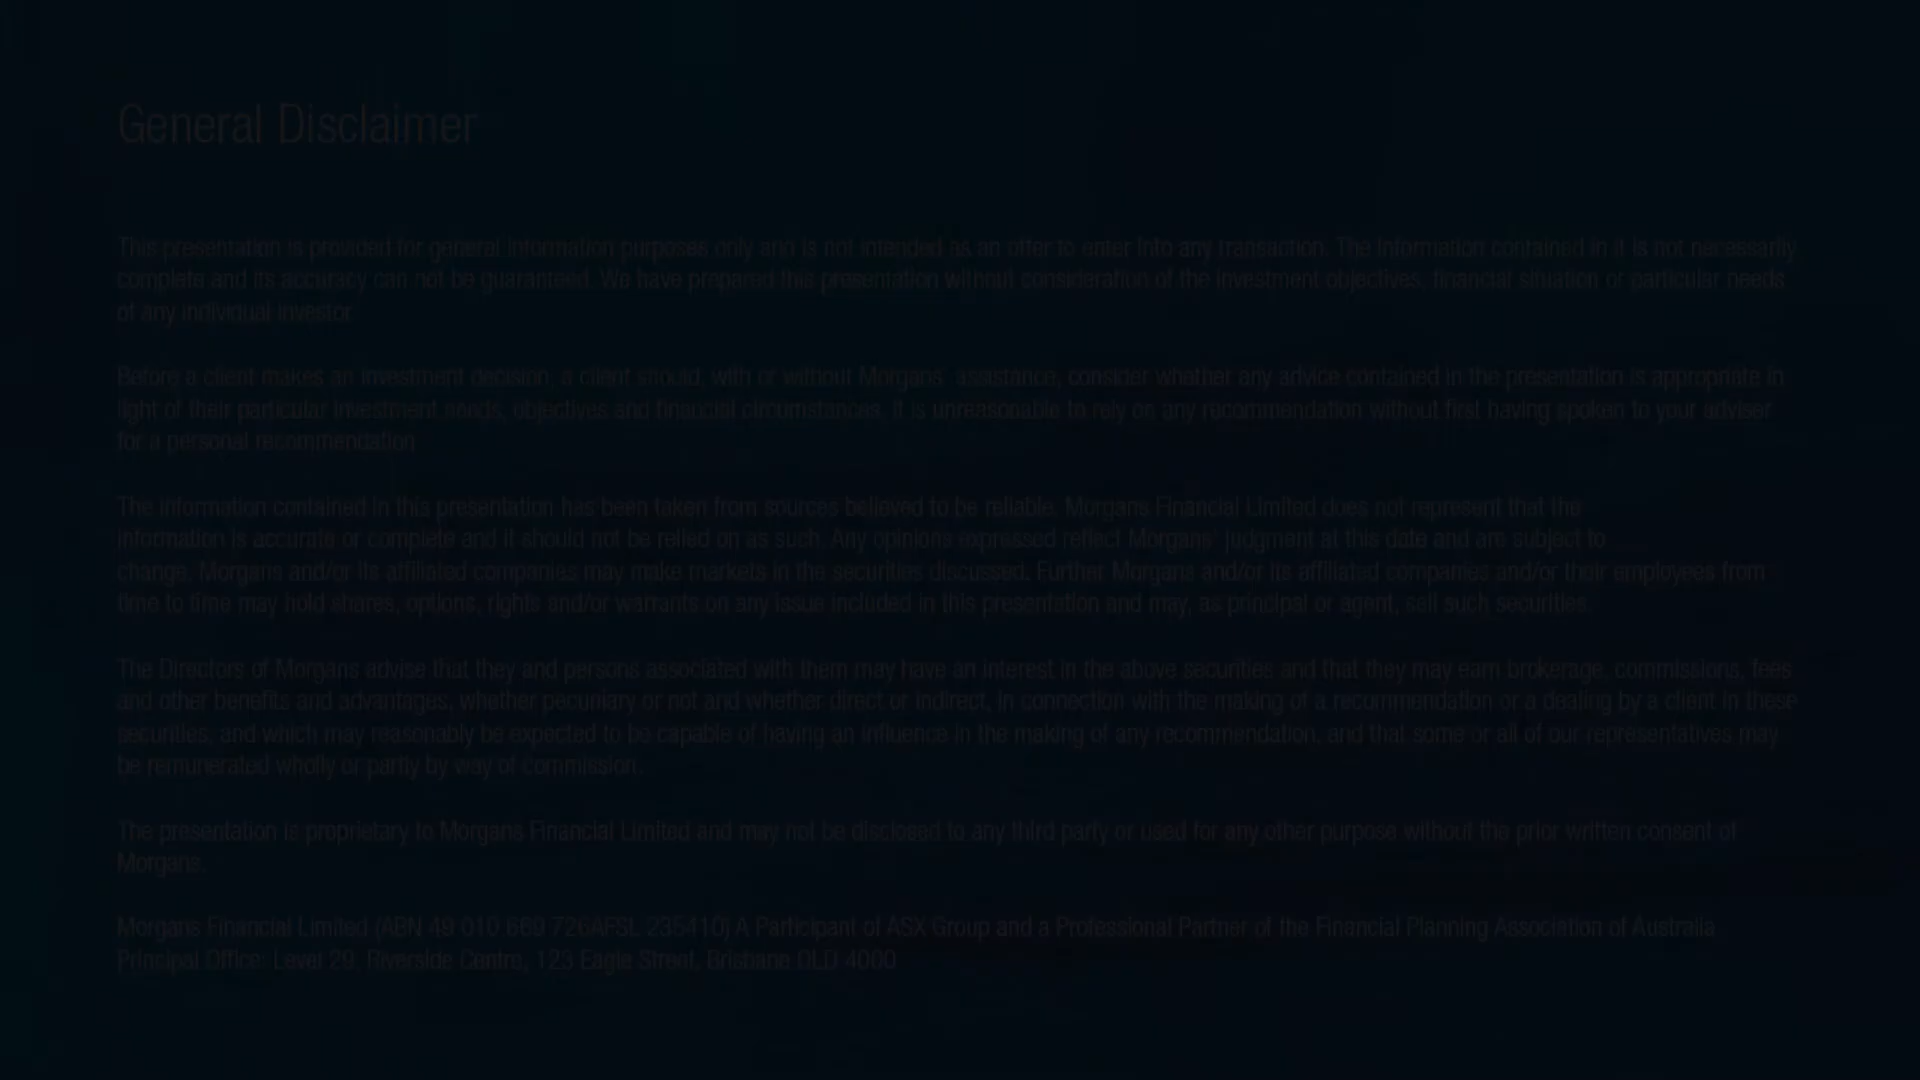 General Disclaimer
This presentation is provided for general information purposes only and is not intended as an offer to enter into any transaction. The information contained in it is not necessarily
complete and its accuracy can not be guaranteed. We have prepared this presentation without consideration of the investment objectives, financial situation or particular needs
of any individual investor.
Before a client makes an investment decision, a client should, with or without Morgans' assistance, consider whether any advice contained in the presentation is appropriate in
light of their particular investment needs, objectives and financial circumstances. It is unreasonable to rely on any recommendation without first having spoken to your adviser
for a personal recommendation
The information contained in this presentation has been taken from sources believed to be reliable. Morgans Financial Limited does not represent that the
information is accurate or complete and it should not be relied on as such. Any opinions expressed reflect Morgans' judgment at this date and are subject to
change. Morgans and/or its affiliated companies may make markets in the securities discussed. Further Morgans and/or its affiliated companies and/or their employees from
time to time may hold shares, options, rights and/or warrants on any issue included in this presentation and may, as principal or agent, sell such securities.
The Directors of Morgans advise that they and persons associated with them may have an interest in the above securities and that they may earn brokerage, commissions, fees
and other benefits and advantages, whether pecuniary or not and whether direct or indirect, in connection with the making of a recommendation or a dealing by a client in these
securities, and which may reasonably be expected to be capable of having an influence in the making of any recommendation, and that some or all of our representatives may
be remunerated wholly or partly by way of commission.
The presentation is proprietary to Morgans Financial Limited and may not be disclosed to any third party or used for any other purpose without the prior written consent of
Morgans.
Morgans Financial Limited (ABN 49 010 669 726AFSL 235410) A Participant of ASX Group and a Professional Partner of the Financial Planning Association of Australia
Principal Office: Level 29, Riverside Centre, 123 Eagle Street, Brisbane QLD 4000